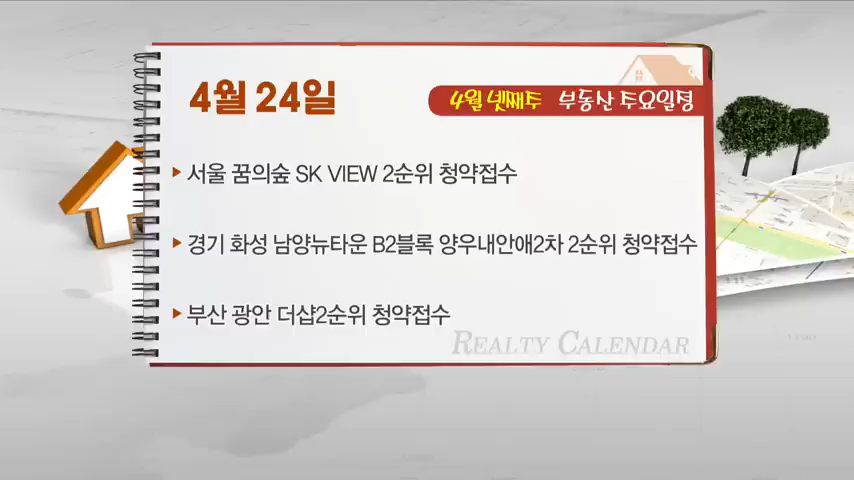 4월 24일
4월 넷째주 부동산 주요일정
서울 꿈의숲 SK VIEW 2순위 청약접수
경기 화성 남양뉴타운 B2블록 양우내안애2차 2순위 청약접수
부산 광안 더샵2순위 청약접수
REALTY CALENDAR